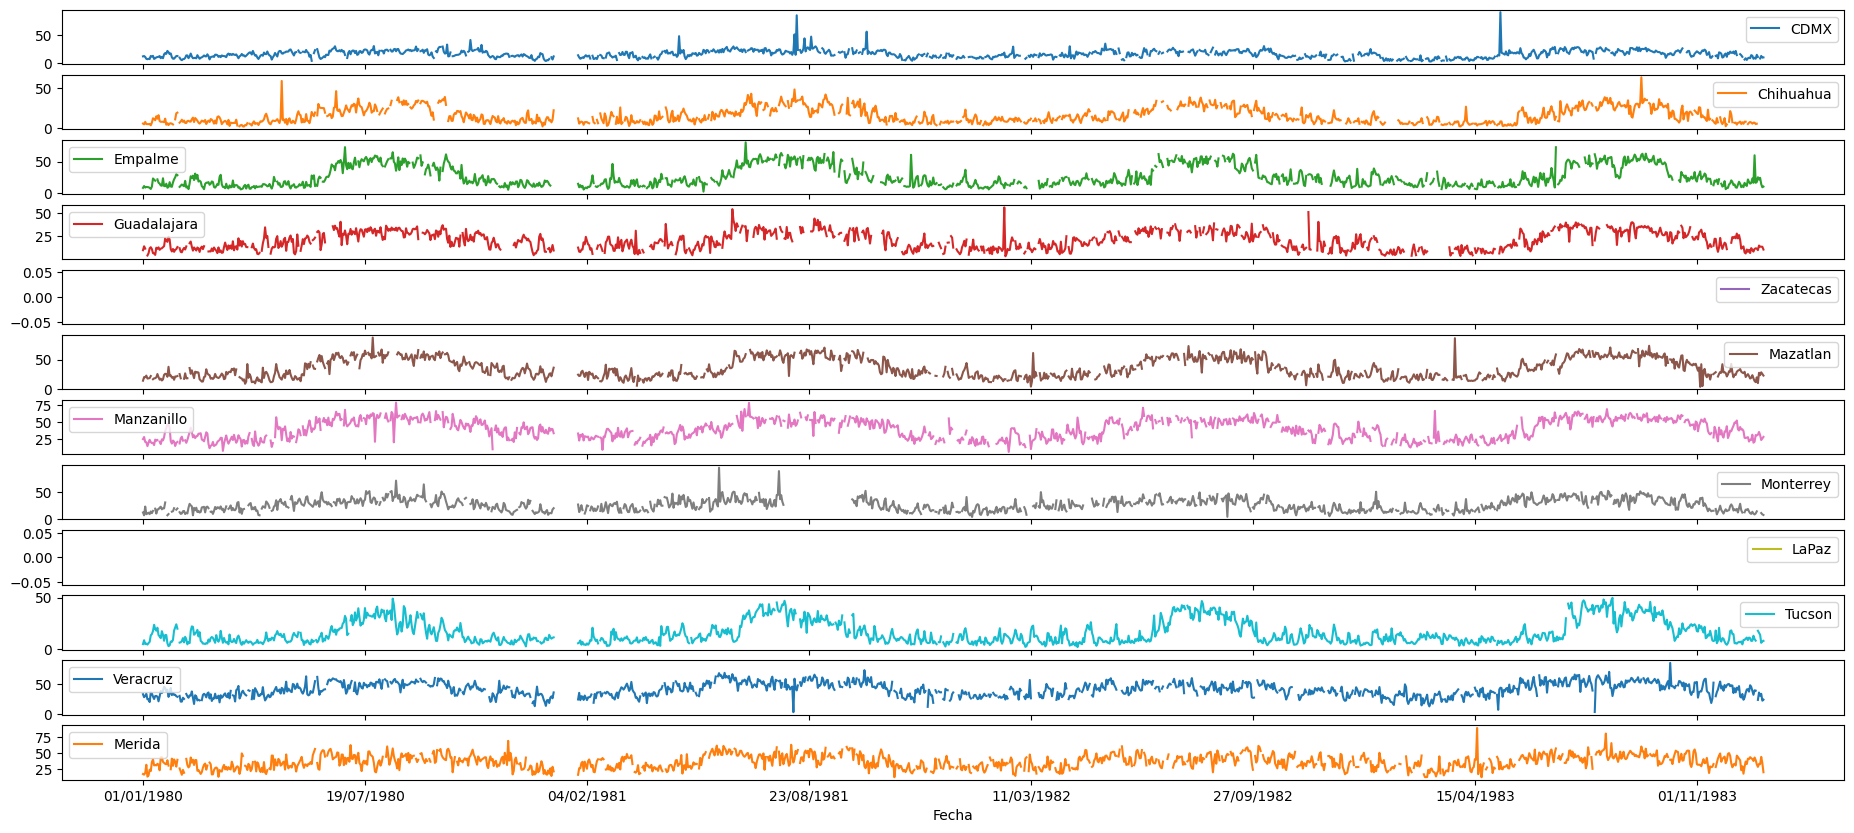 50
0
CDMX
50
0
Chihuahua
50
0
Empalme
50
25
Guadalajara
0.05
0.00
−0.05
Zacatecas
50
0
Mazatlan
75
50
25
Manzanillo
50
0
Monterrey
0.05
0.00
−0.05
LaPaz
50
0
Tucson
50
0
Veracruz
75
50
25
Merida
01/01/1980 19/07/1980 04/02/1981 23/08/1981 11/03/1982 27/09/1982 15/04/1983 01/11/1983
Fecha